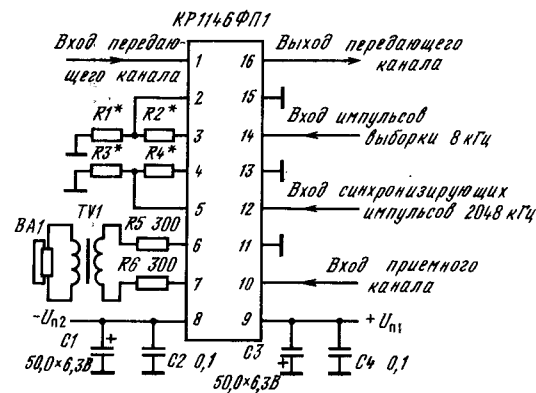 КР1146ФП1
Вход передаю-
щего канала
Выход передающего
канала
1
16
2
15
R1* R2*
3
14
Вход импульсов
выборки 8 кГц
R3* R4*
4
13
5
12
Вход синхронизирующих
импульсов 2048 кГц
BA1
TV1
R5 300
6
11
R6 300
7
10
Вход приемного
канала
-Uп2
8
9
+Uп1
C1
+
50,0×6,3В
C2 0,1
C3
+
50,0×6,3В
C4 0,1